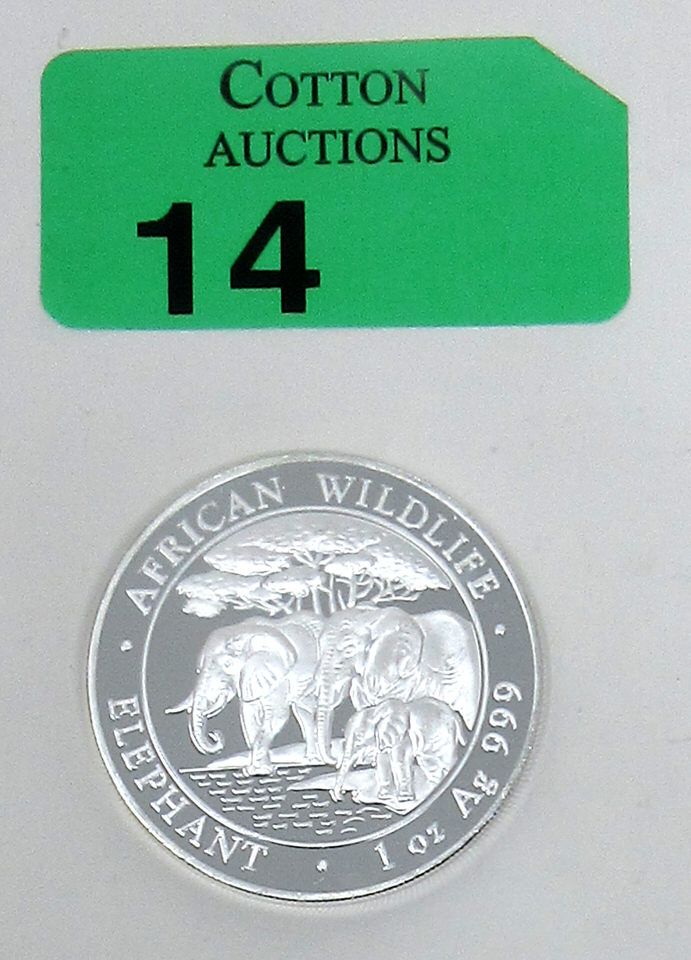 COTTON
AUCTIONS
14
AFRICAN WILDLIFE
ELEPHANT
1 oz Ag 999